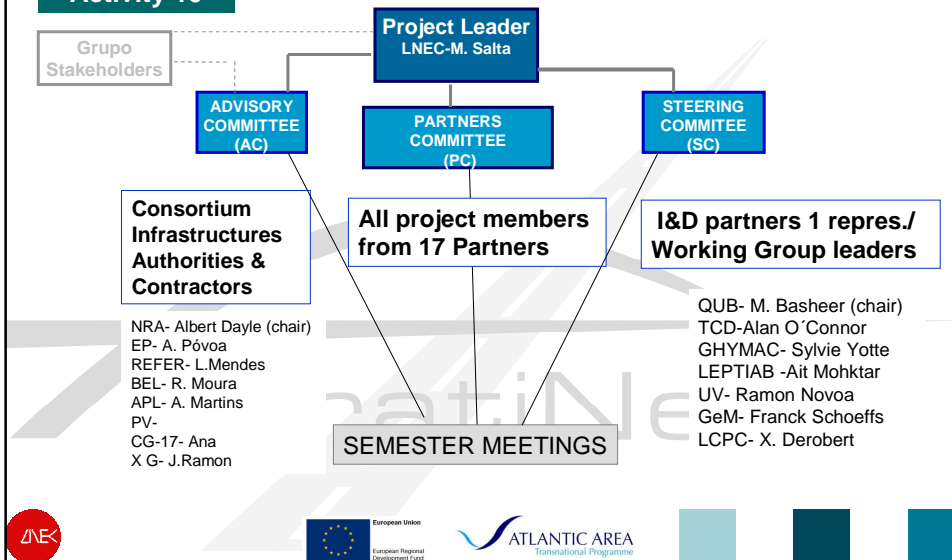 Project Leader
LNEC-M. Salta
Grupo
Stakeholders
ADVISORY
COMMITTEE
(AC)
PARTNERS
COMMITTEE
(PC)
STEERING
COMMITEE
(SC)
Consortium
Infrastructures
Authorities &
Contractors
All project members
from 17 Partners
I&D partners 1 repres./
Working Group leaders
NRA- Albert Dayle (chair)
EP- A. Póvoa
REFER- L.Mendes
BEL- R. Moura
APL- A. Martins
PV-
CG-17- Ana
X G- J.Ramon
QUB- M. Basheer (chair)
TCD-Alan O´Connor
GHYMAC- Sylvie Yotte
LEPTIAB -Ait Mohktar
UV- Ramon Novoa
GeM- Franck Schoeffs
LCPC- X. Derobert
SEMESTER MEETINGS
European Union
European Regional
Development Fund
ATLANTIC AREA
Transnational Programme